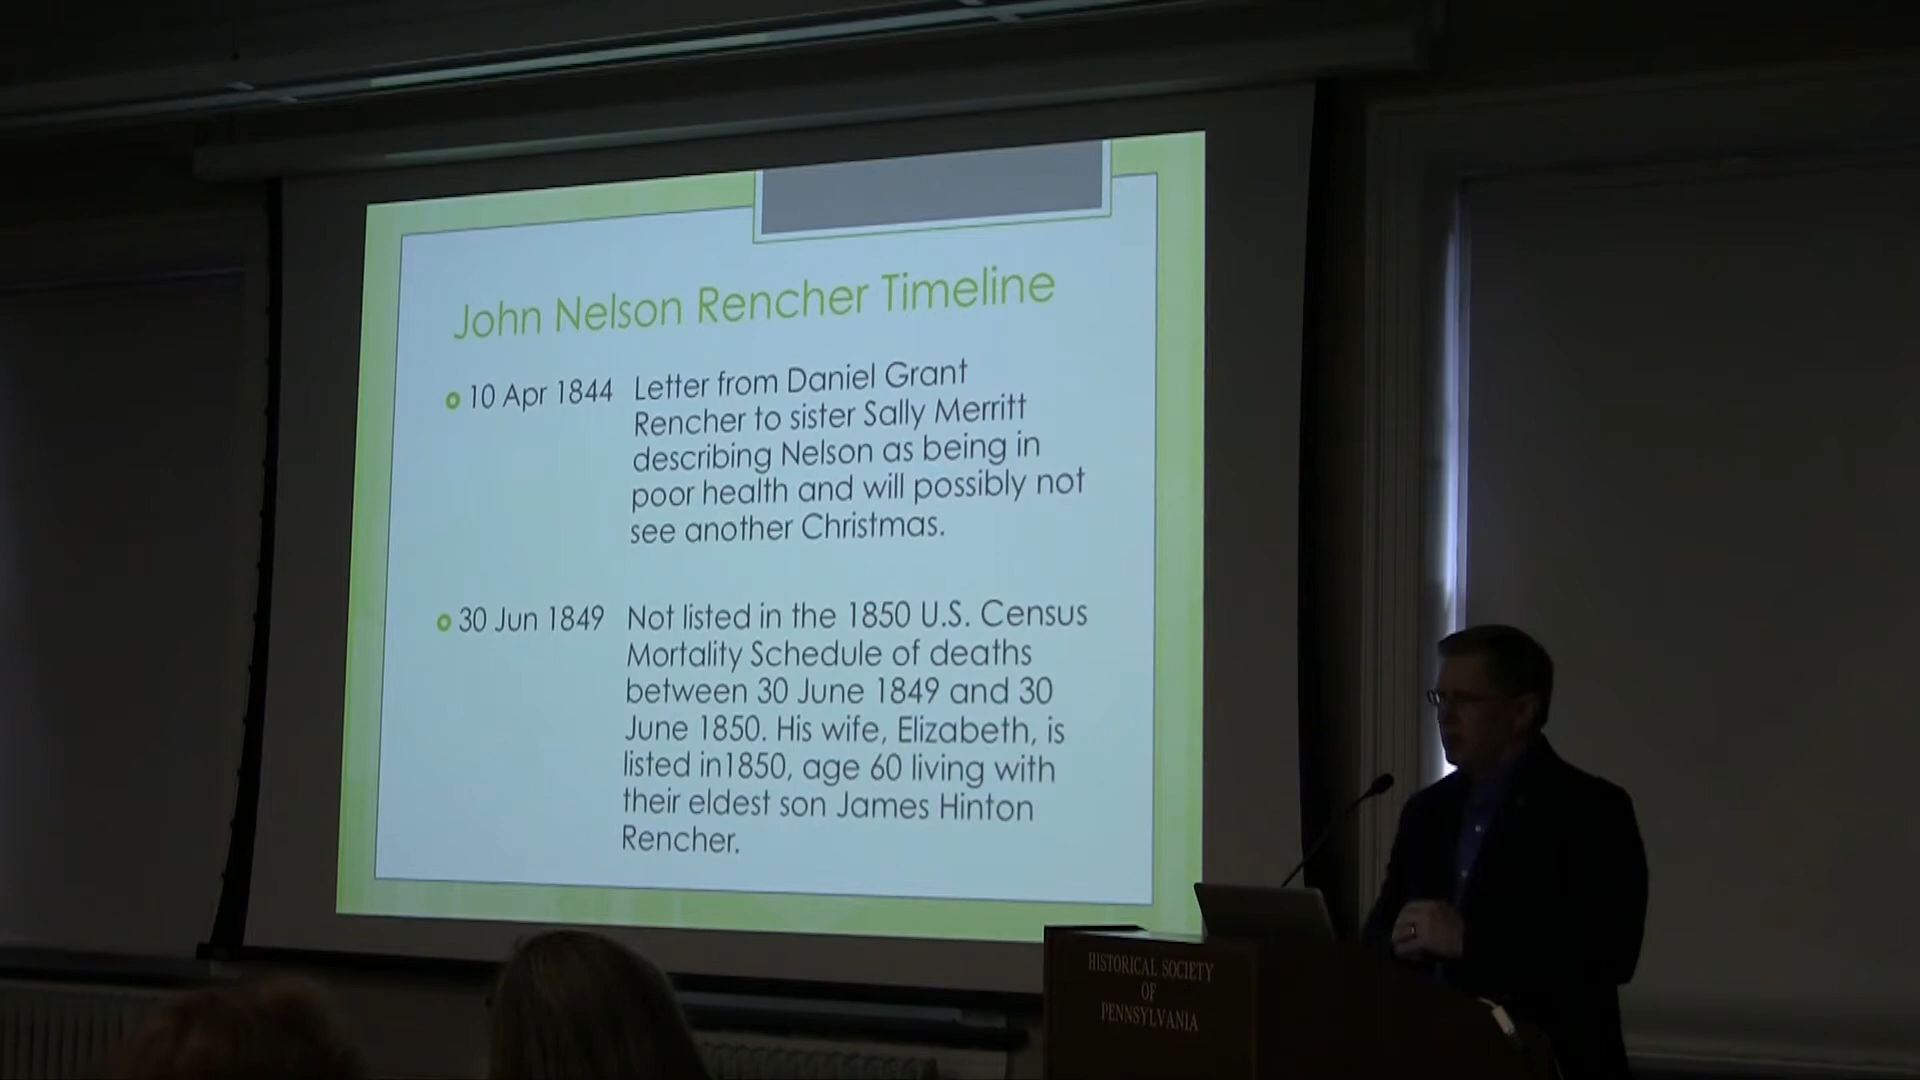 John Nelson Rencher Timeline
10 Apr 1844 Letter from Daniel Grant
Rencher to sister Sally Merritt
describing Nelson as being in
poor health and will possibly not
see another Christmas.
30 Jun 1849 Not listed in the 1850 U.S. Census
Mortality Schedule of deaths
between 30 June 1849 and 30
June 1850. His wife, Elizabeth, is
listed in1850, age 60 living with
their eldest son James Hinton
Rencher.
HISTORICAL SOCIETY
OF
PENNSYLVANIA